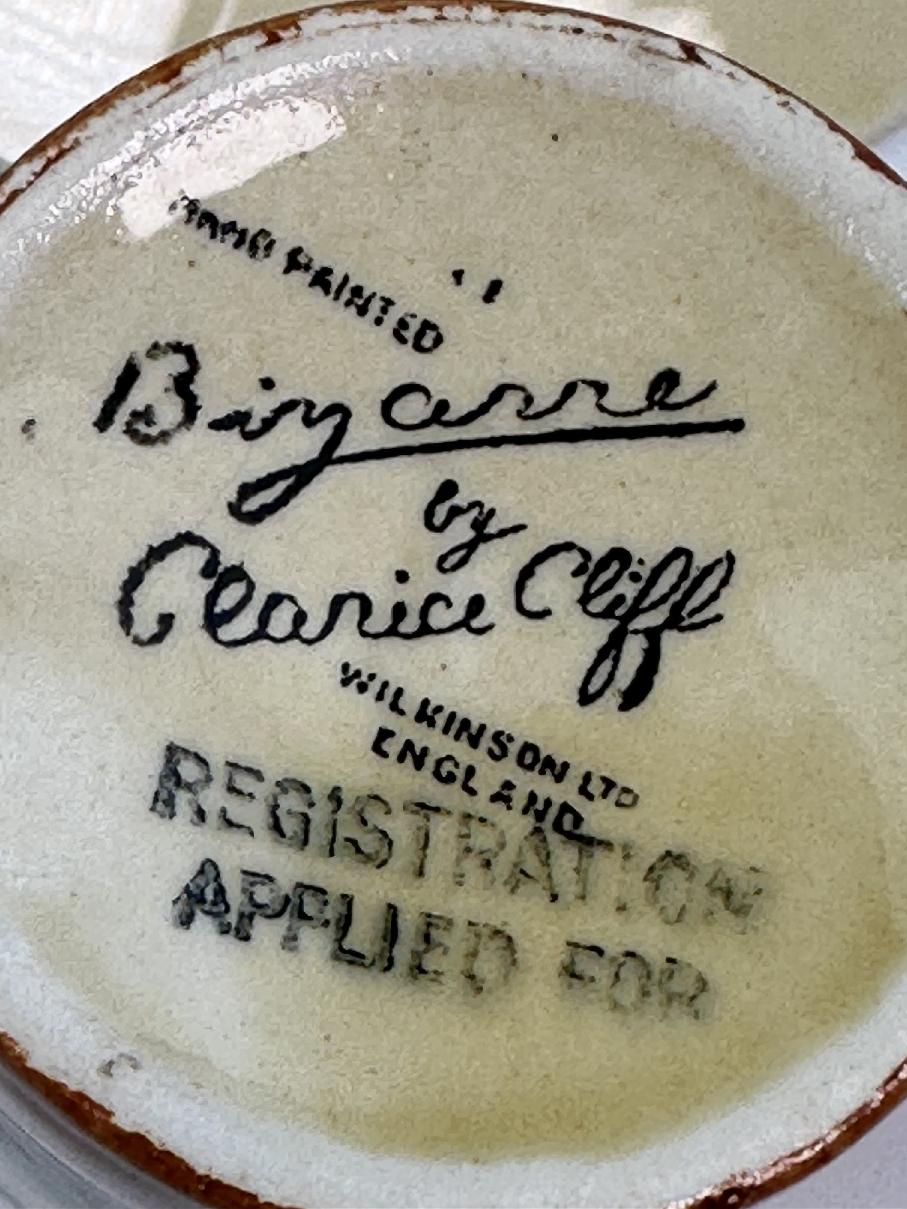 HAND PAINTED
Bizarre
by
Clarice Cliff
WILKINSON LTD
ENGLAND
REGISTRATION
APPLIED FOR